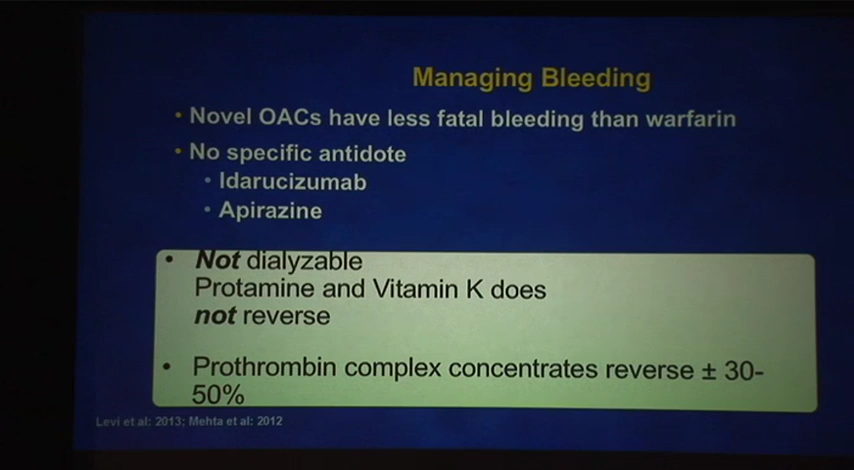 Managing Bleeding
• Novel OACs have less fatal bleeding than warfarin
• No specific antidote
• Idarucizumab
• Apirazine
• Not dialyzable
Protamine and Vitamin K does
not reverse
• Prothrombin complex concentrates reverse ± 30-
50%
Levi et al: 2013; Mehta et al: 2012